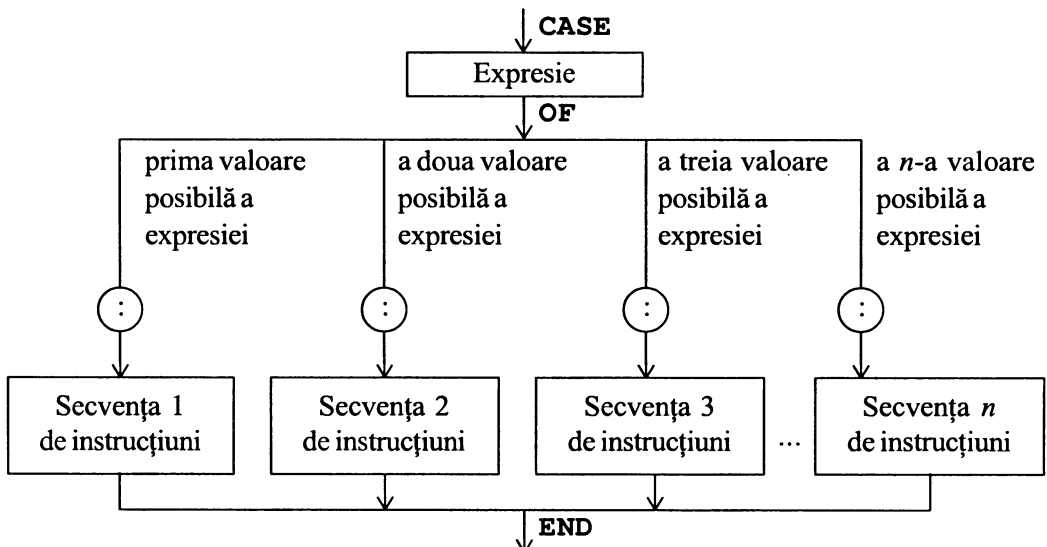 CASE
Expresie
OF
prima valoare
posibilă a
expresiei
a doua valoare
posibilă a
expresiei
a treia valoare
posibilă a
expresiei
a n-a valoare
posibilă a
expresiei
:
:
:
:
Secvența 1
de instrucțiuni
Secvența 2
de instrucțiuni
Secvența 3
de instrucțiuni
...
Secvența n
de instrucțiuni
END